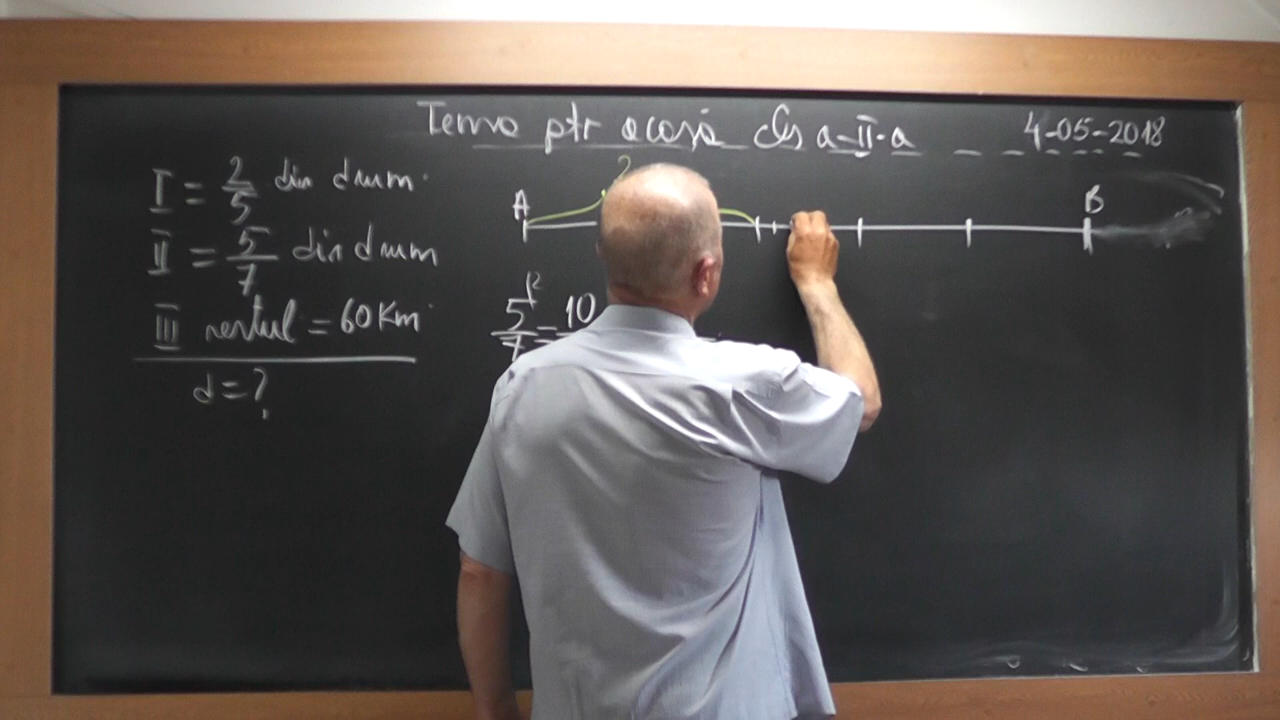 Tema ptr acasă cls a-II-a 4-05-2018
I = 2/5 din drum
II = 5/7 din drum
III restul = 60 Km
d = ?
A 2 B
5/7 = 10